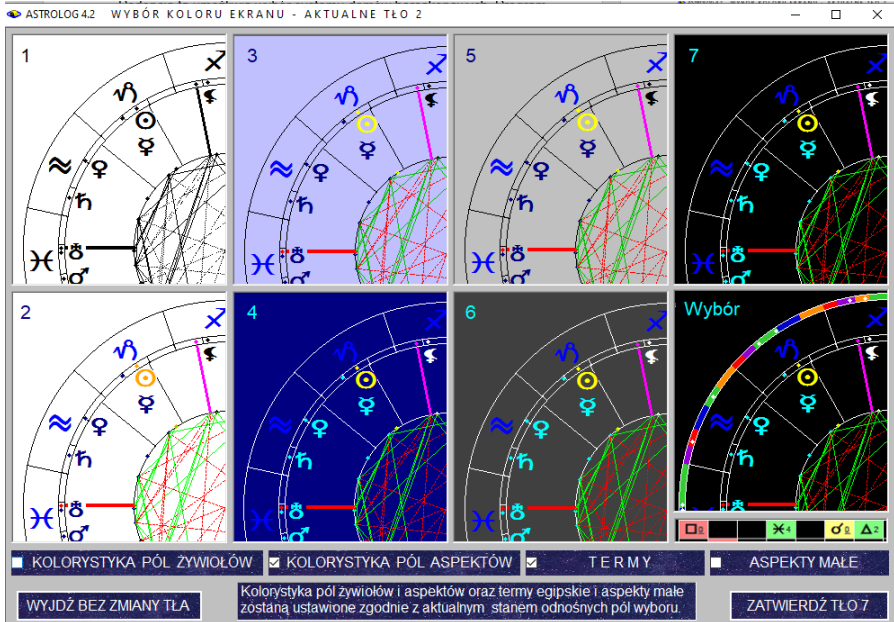 ASTROLOG 4.2 WYBÓR KOLORU EKRANU - AKTUALNE TŁO 2
1
3
5
7
2
4
6
Wybór
4
2
KOLORYSTYKA PÓL ŻYWIOŁÓW
KOLORYSTYKA PÓL ASPEKTÓW
TERMY
ASPEKTY MAŁE
WYJDŹ BEZ ZMIANY TŁA
Kolorystyka pól żywiołów i aspektów oraz termy egipskie i aspekty małe
zostaną ustawione zgodnie z aktualnym stanem odnośnych pól wyboru.
ZATWIERDŹ TŁO 7